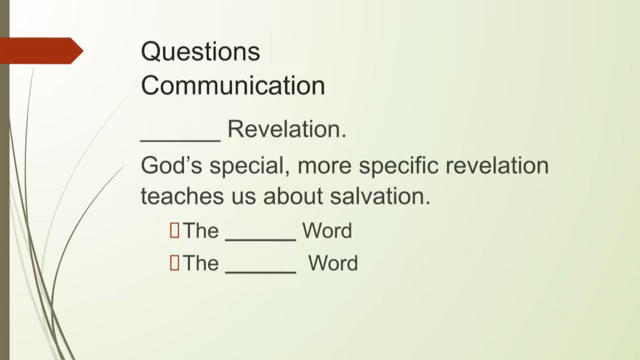 Questions
Communication
______ Revelation.
God’s special, more specific revelation
teaches us about salvation.
The ______ Word
The ______ Word